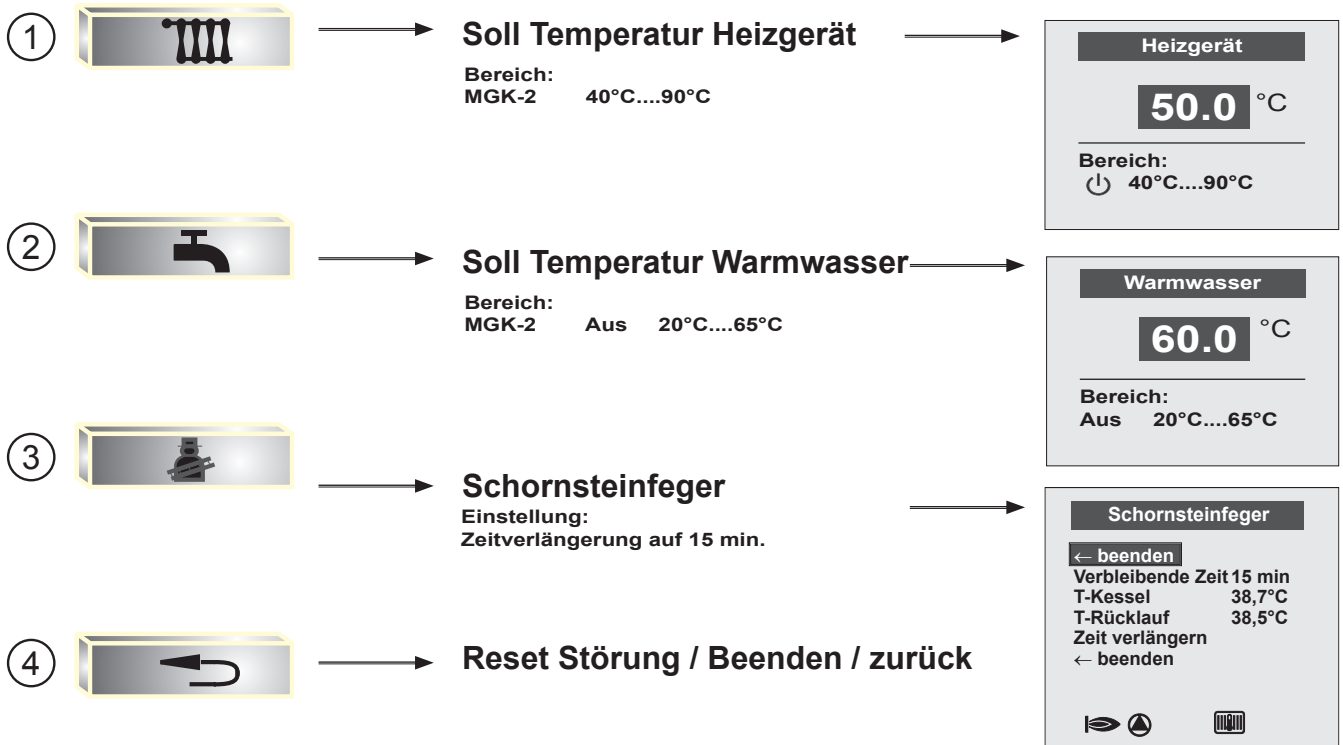 1
Soll Temperatur Heizgerät
Bereich:
MGK-2 40°C....90°C
Heizgerät
50.0 °C
Bereich:
40°C....90°C
2
Soll Temperatur Warmwasser
Bereich:
MGK-2 Aus 20°C....65°C
Warmwasser
60.0 °C
Bereich:
Aus 20°C....65°C
3
Schornsteinfeger
Einstellung:
Zeitverlängerung auf 15 min.
Schornsteinfeger
← beenden
Verbleibende Zeit 15 min
T-Kessel 38,7°C
T-Rücklauf 38,5°C
Zeit verlängern
← beenden
4
Reset Störung / Beenden / zurück